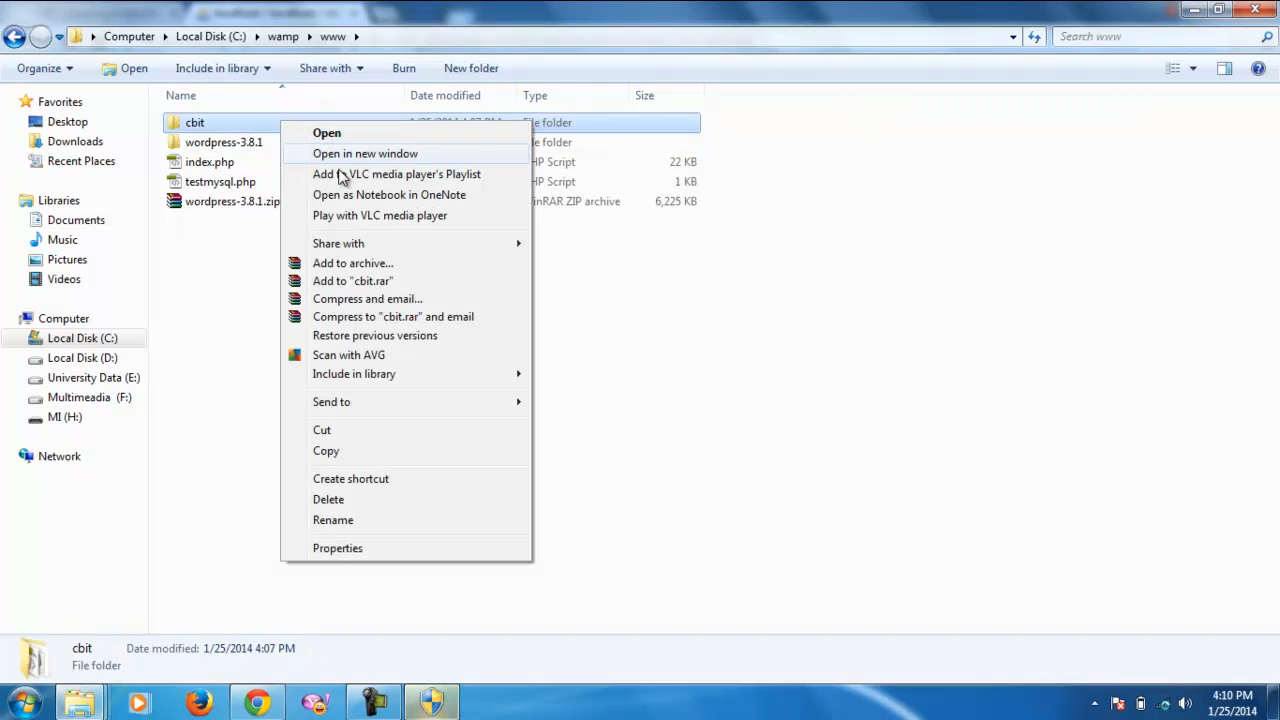 Computer ▸ Local Disk (C:) ▸ wamp ▸ www ▸
Search www
Organize Open Include in library Share with Burn New folder
Name Date modified Type Size
Favorites
Desktop
Downloads
Recent Places
Libraries
Documents
Music
Pictures
Videos
Computer
Local Disk (C:)
Local Disk (D:)
University Data (E:)
Multimeadia (F:)
MI (H:)
Network
cbit File folder
wordpress-3.8.1 file folder
index.php PHP Script 22 KB
testmysql.php PHP Script 1 KB
wordpress-3.8.1.zip WinRAR ZIP archive 6,225 KB
Open
Open in new window
Add to VLC media player's Playlist
Open as Notebook in OneNote
Play with VLC media player
Share with
Add to archive...
Add to "cbit.rar"
Compress and email...
Compress to "cbit.rar" and email
Restore previous versions
Scan with AVG
Include in library
Send to
Cut
Copy
Create shortcut
Delete
Rename
Properties
cbit Date modified: 1/25/2014 4:07 PM
File folder
4:10 PM
1/25/2014